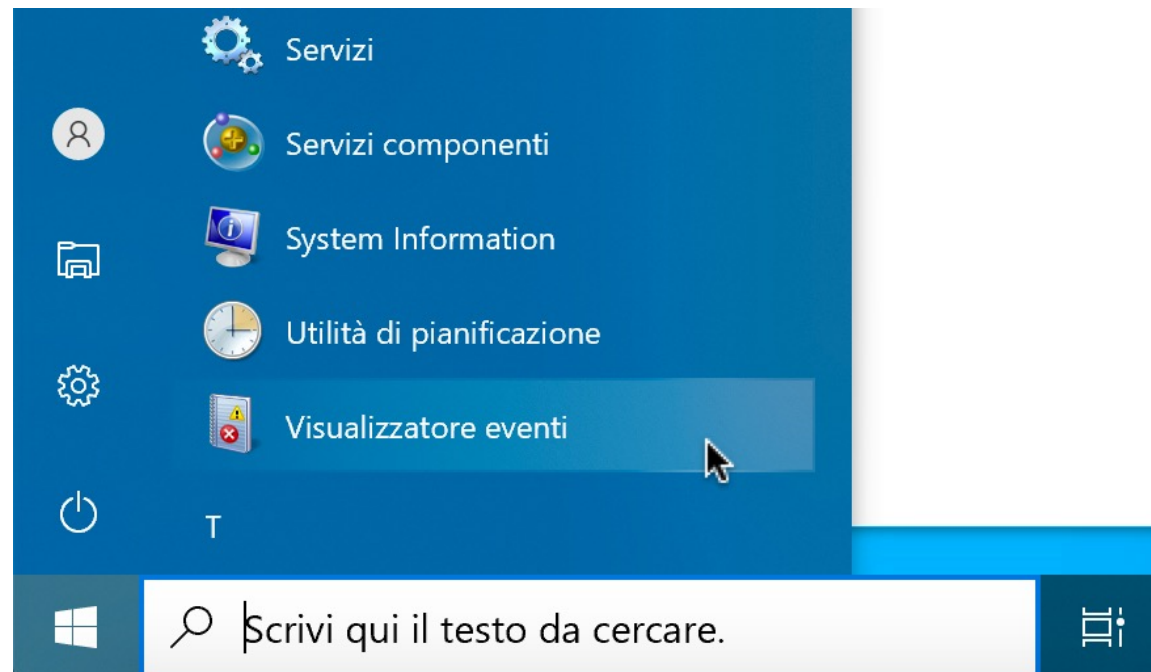 Servizi
Servizi componenti
System Information
Utilità di pianificazione
Visualizzatore eventi
T
Scrivi qui il testo da cercare.